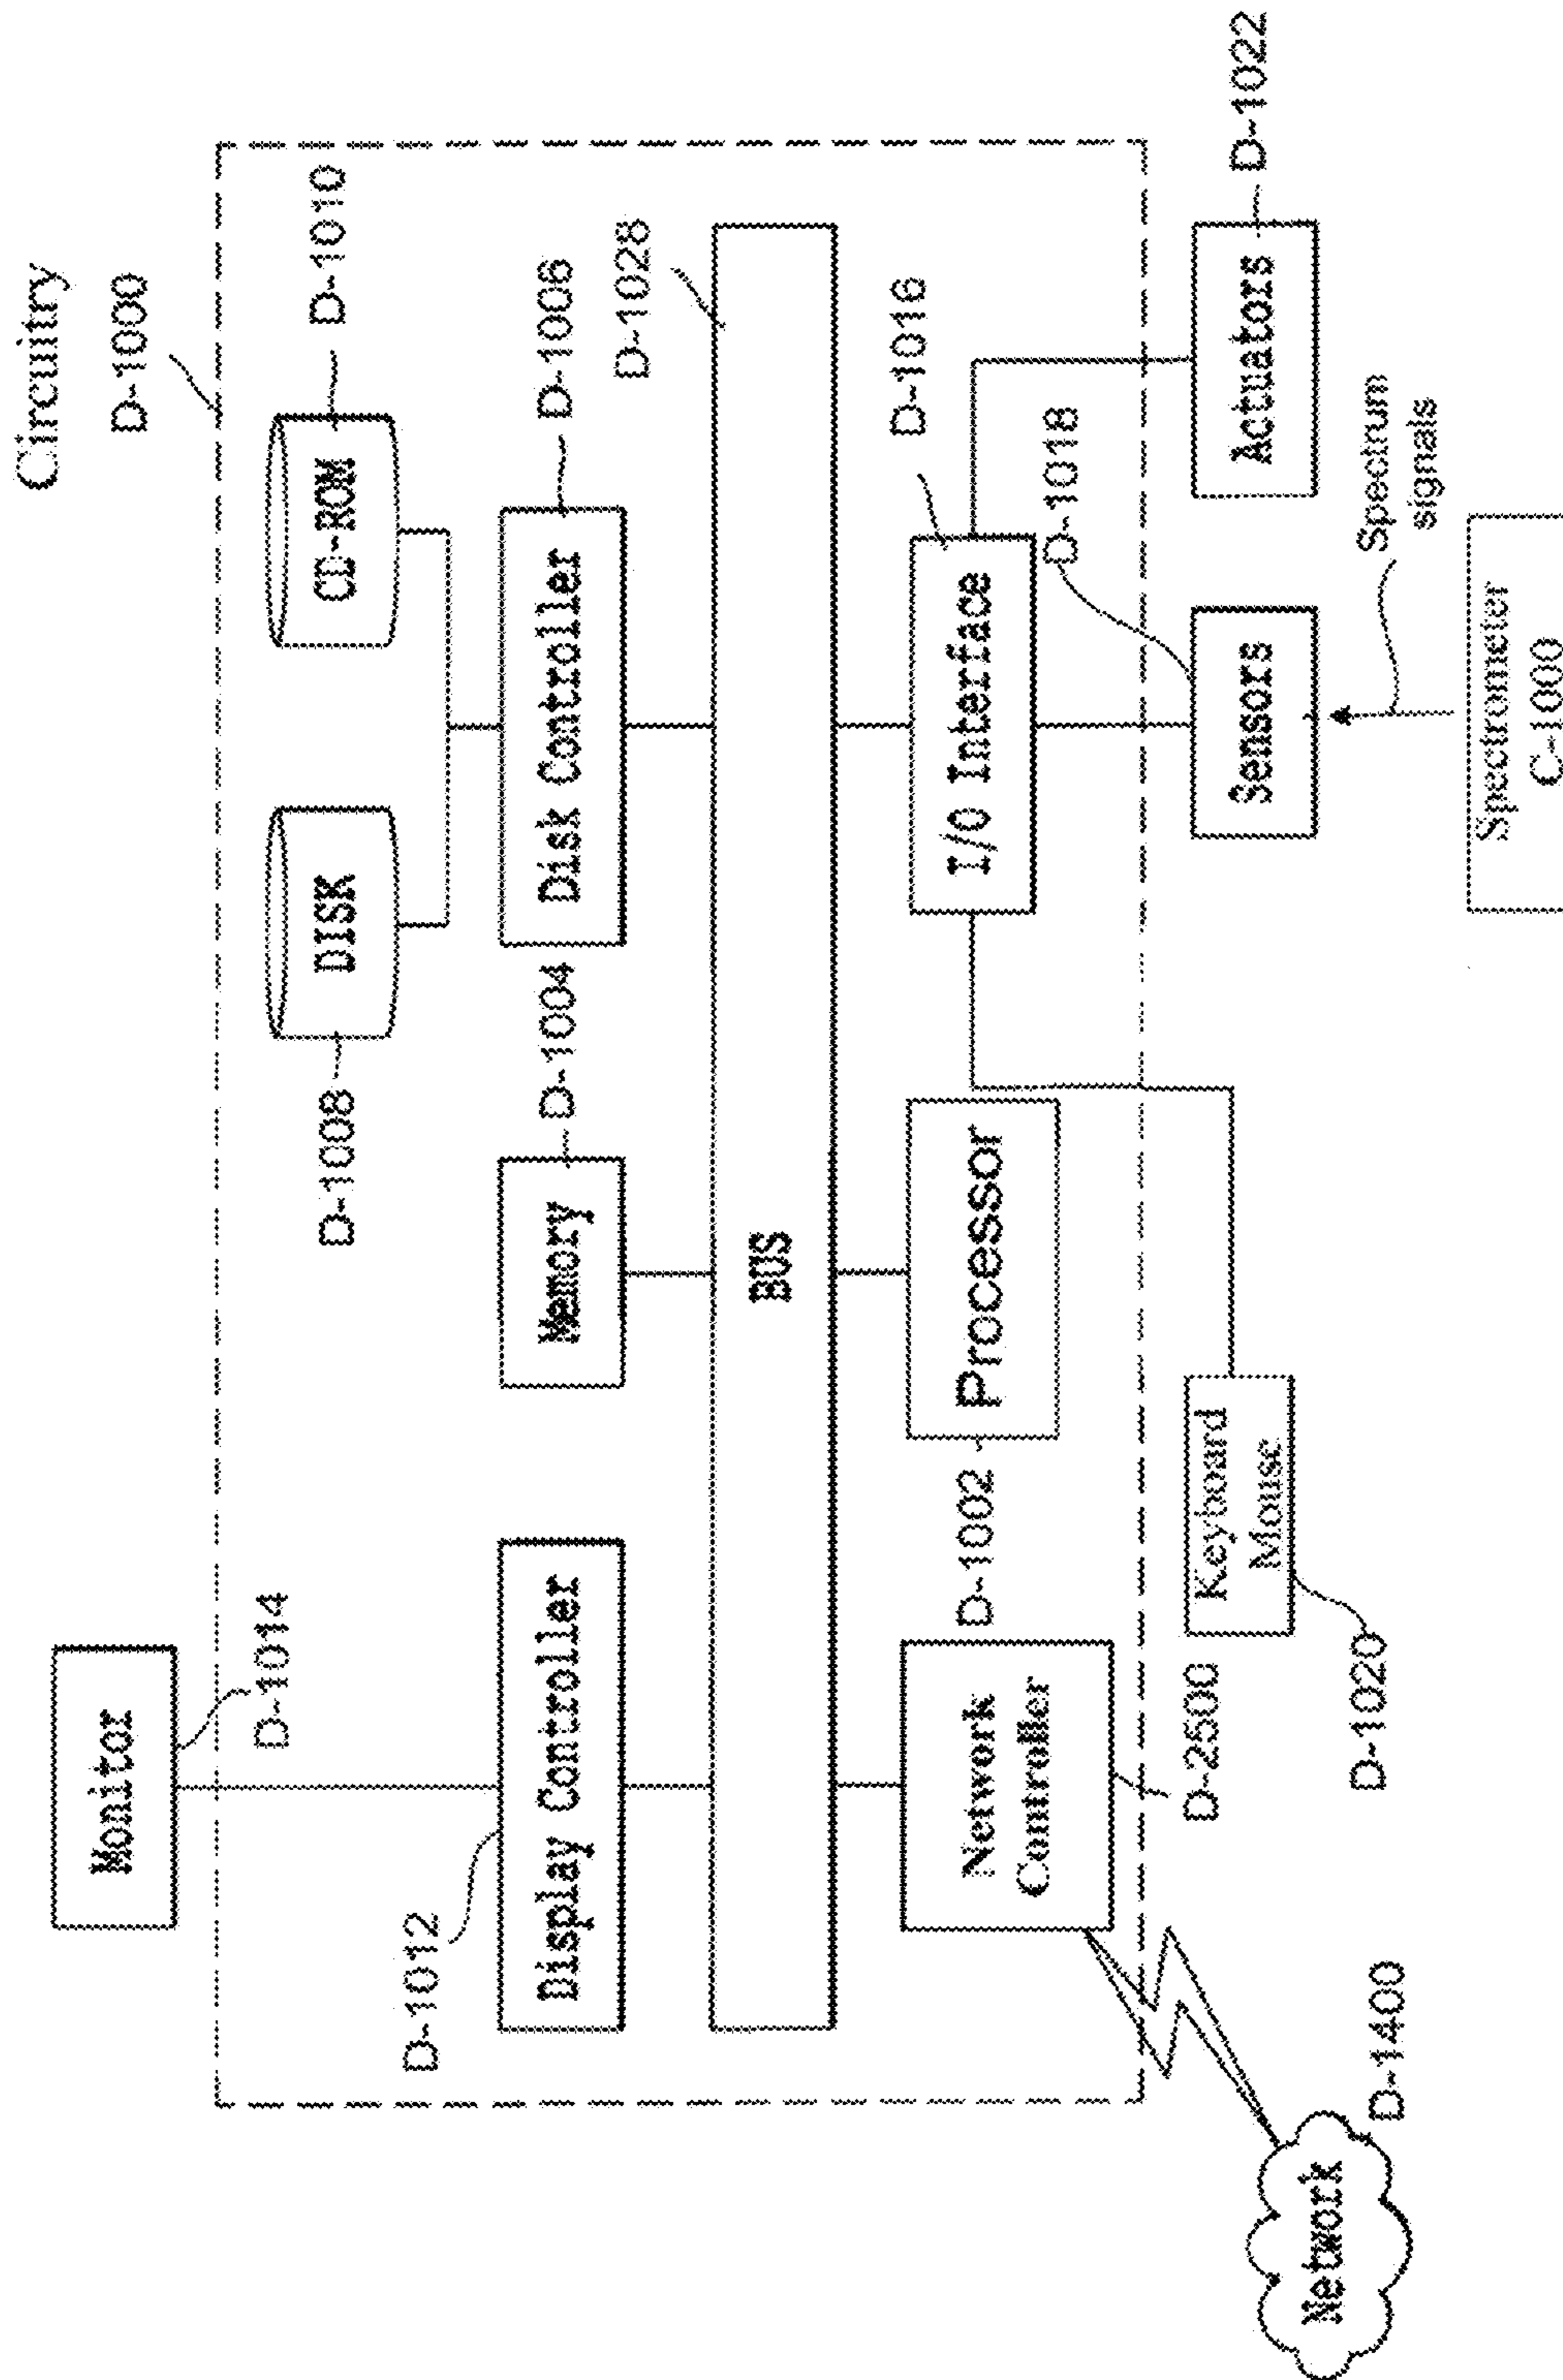 Circuitry
D-1000
Monitor
D-1014
DISK
D-1008
CD-ROM
D-1010
D-1012
Display Controller
Memory
D-1004
Disk Controller
D-1006
D-1028
BUS
Network
Controller
D-2500
D-1002
Processor
I/O Interface
D-1016
D-1018
Keyboard
Mouse
D-1020
Sensors
Actuators
D-1022
Network
D-1400
Spectrum
signals
Spectrometer
C-1000